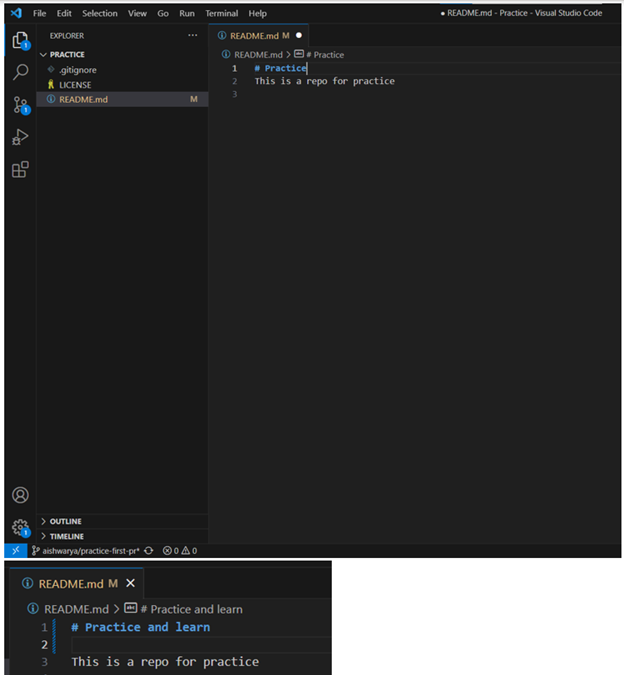 File Edit Selection View Go Run Terminal Help
● README.md - Practice - Visual Studio Code
EXPLORER ...
README.md M ●
PRACTICE
README.md > # Practice
.gitignore
LICENSE
README.md M
1 # Practice
2 This is a repo for practice
3
1
1
OUTLINE
TIMELINE
1
aishwarya/practice-first-pr* 0 0
README.md M
README.md > # Practice and learn
1 # Practice and learn
2
3 This is a repo for practice